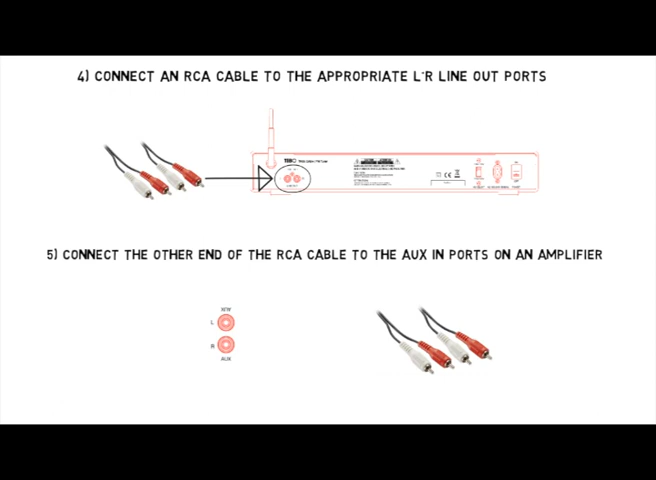 4) CONNECT AN RCA CABLE TO THE APPROPRIATE L·R LINE OUT PORTS
5) CONNECT THE OTHER END OF THE RCA CABLE TO THE AUX IN PORTS ON AN AMPLIFIER
L
R
AUX